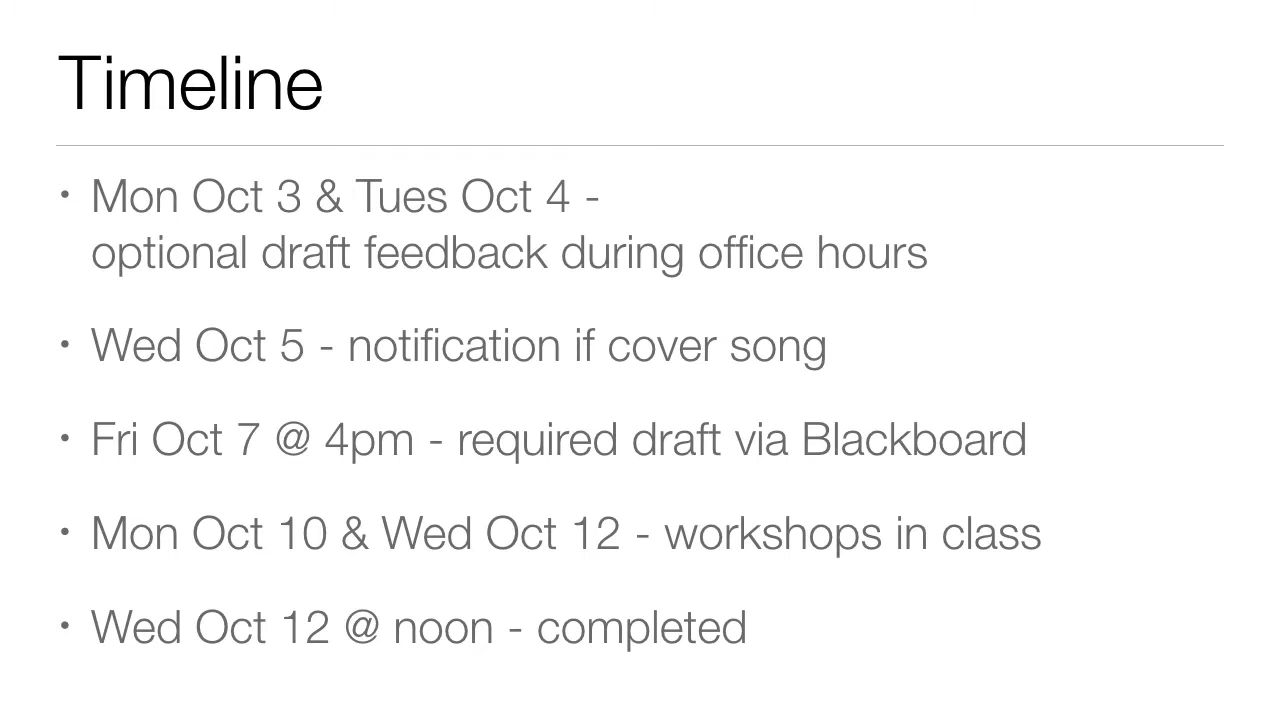 Timeline
• Mon Oct 3 & Tues Oct 4 -
optional draft feedback during office hours
• Wed Oct 5 - notification if cover song
• Fri Oct 7 @ 4pm - required draft via Blackboard
• Mon Oct 10 & Wed Oct 12 - workshops in class
• Wed Oct 12 @ noon - completed